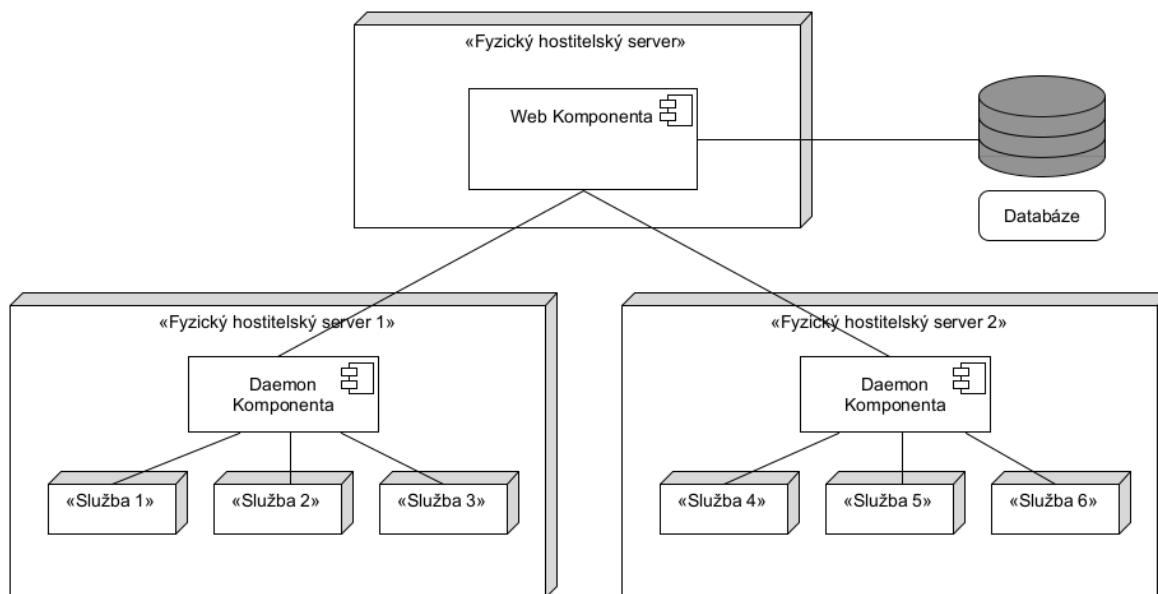 «Fyzický hostitelský server»
Web Komponenta
Databáze
«Fyzický hostitelský server 1»
Daemon
Komponenta
«Služba 1»
«Služba 2»
«Služba 3»
«Fyzický hostitelský server 2»
Daemon
Komponenta
«Služba 4»
«Služba 5»
«Služba 6»